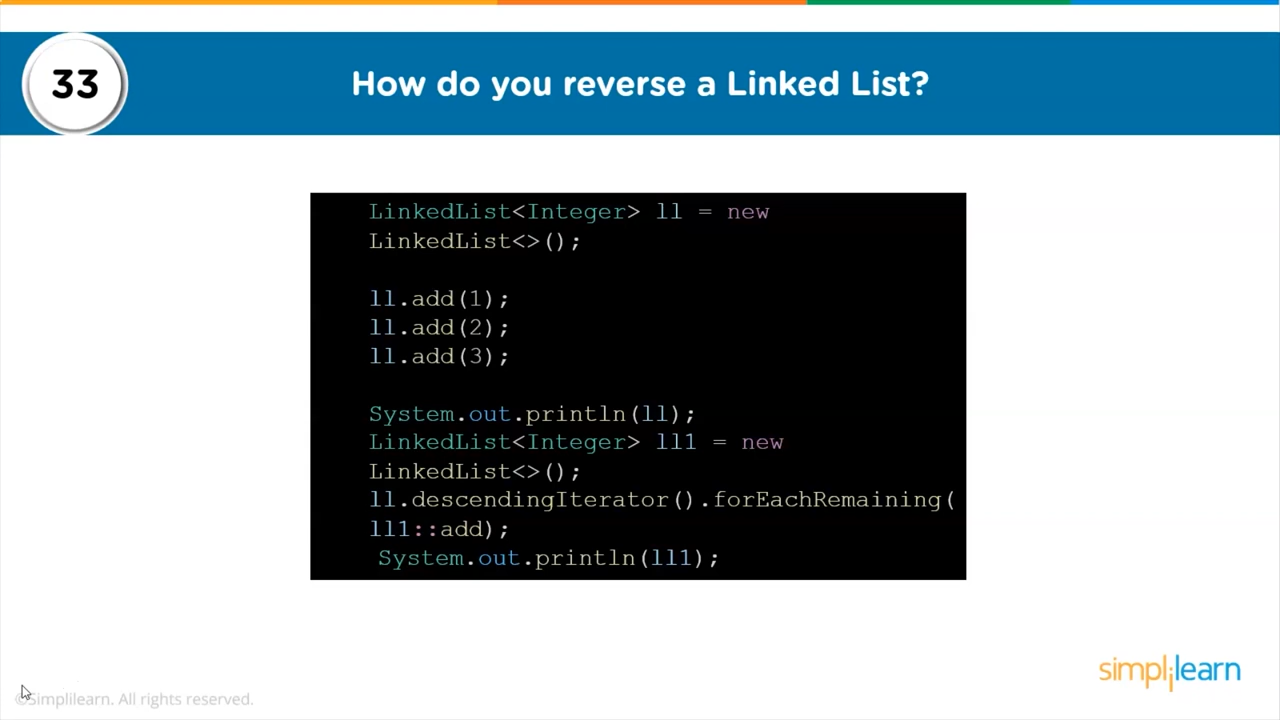 33
How do you reverse a Linked List?
LinkedList<Integer> ll = new
LinkedList<>();
ll.add(1);
ll.add(2);
ll.add(3);
System.out.println(ll);
LinkedList<Integer> ll1 = new
LinkedList<>();
ll.descendingIterator().forEachRemaining(
ll1::add);
System.out.println(ll1);
simplilearn
©Simplilearn. All rights reserved.